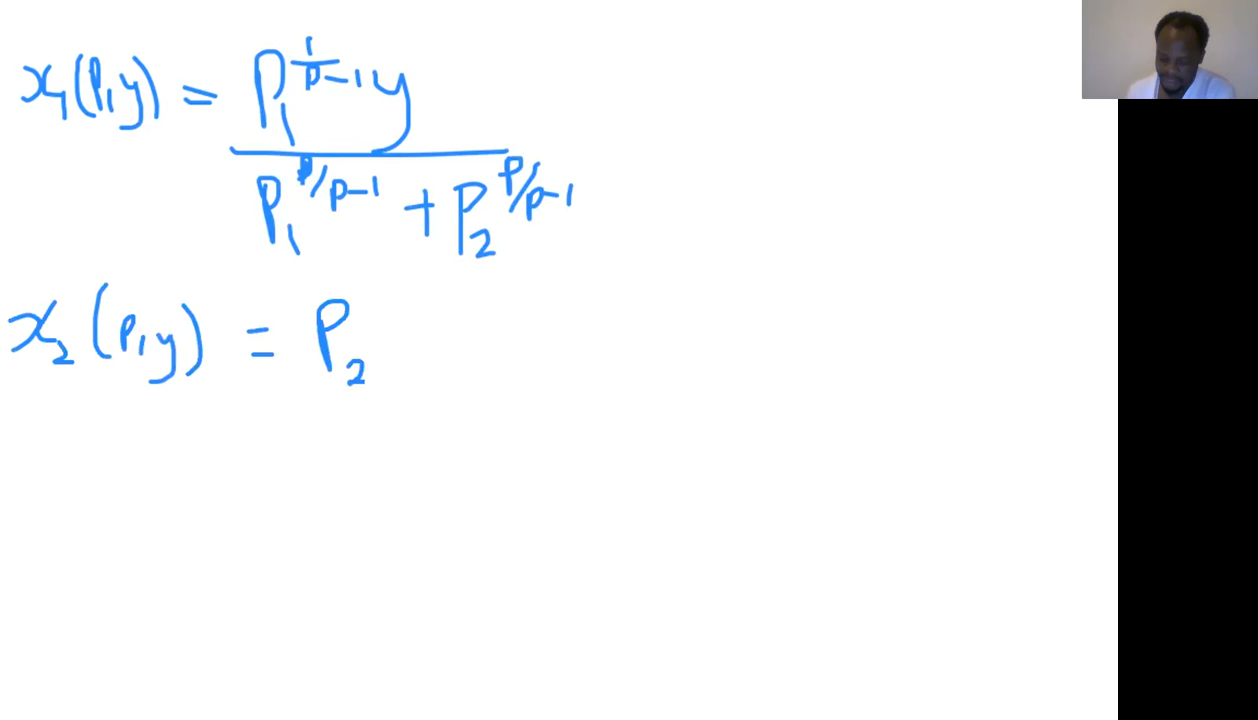 x₁(p,y) = p₁^(1/p−1) y / (p₁^(p/p−1) + p₂^(p/p−1))
x₂(p,y) = p₂